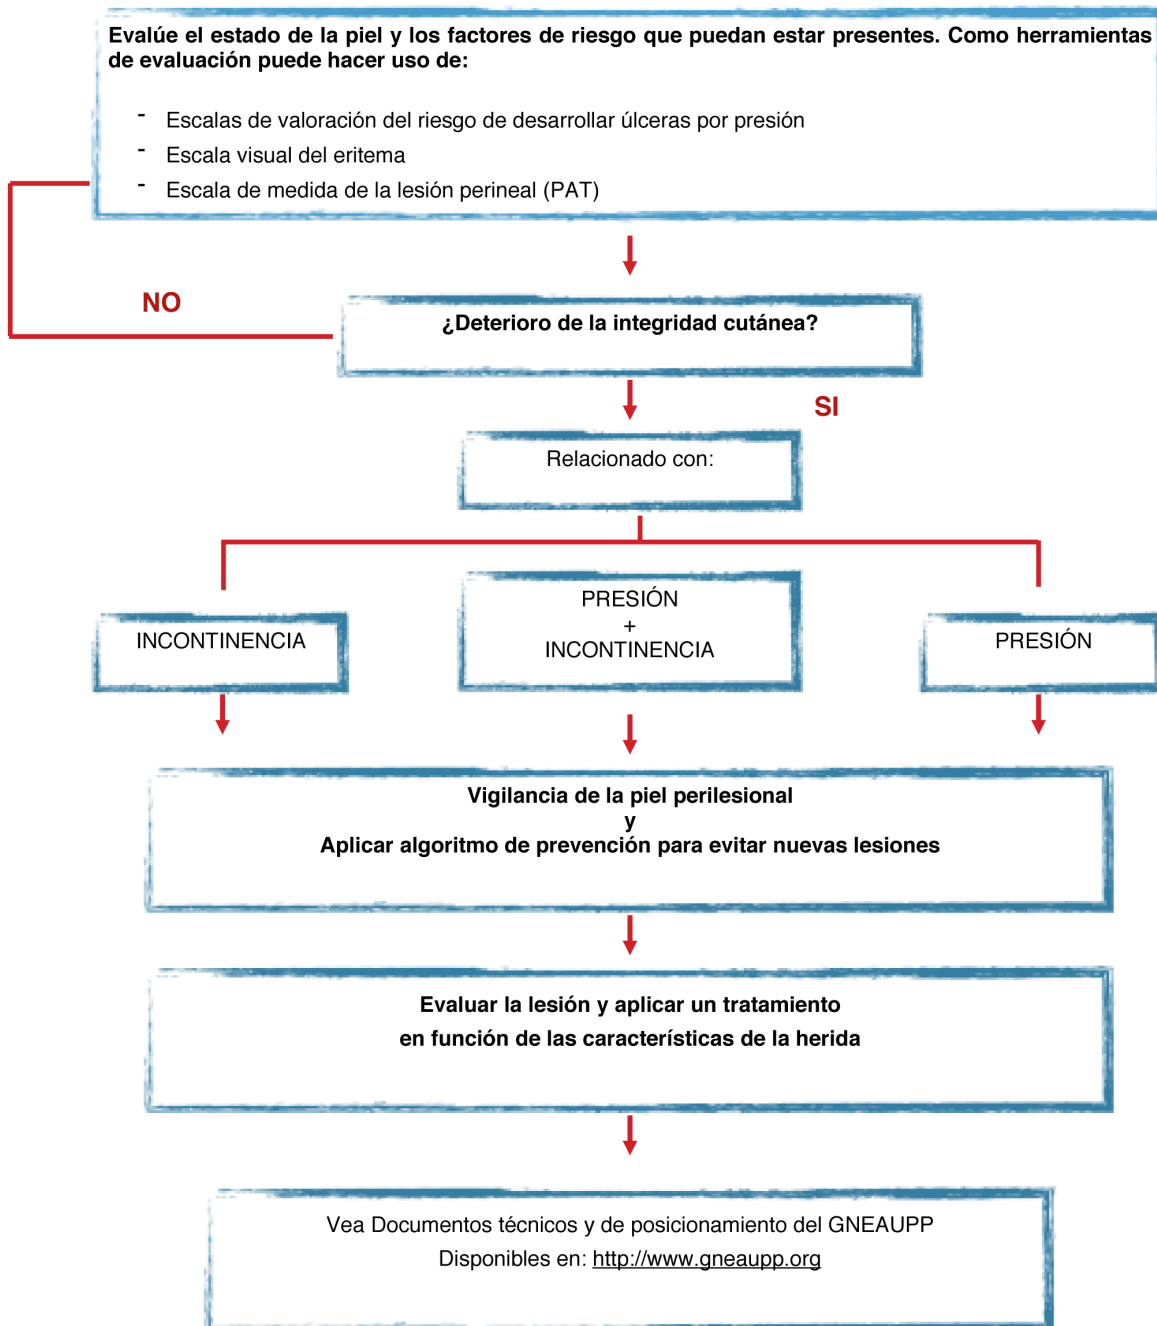 Evalúe el estado de la piel y los factores de riesgo que puedan estar presentes. Como herramientas
de evaluación puede hacer uso de:
- Escalas de valoración del riesgo de desarrollar úlceras por presión
- Escala visual del eritema
- Escala de medida de la lesión perineal (PAT)
NO
¿Deterioro de la integridad cutánea?
SI
Relacionado con:
INCONTINENCIA
PRESIÓN
+
INCONTINENCIA
PRESIÓN
Vigilancia de la piel perilesional
y
Aplicar algoritmo de prevención para evitar nuevas lesiones
Evaluar la lesión y aplicar un tratamiento
en función de las características de la herida
Vea Documentos técnicos y de posicionamiento del GNEAUPP
Disponibles en: http://www.gneaupp.org